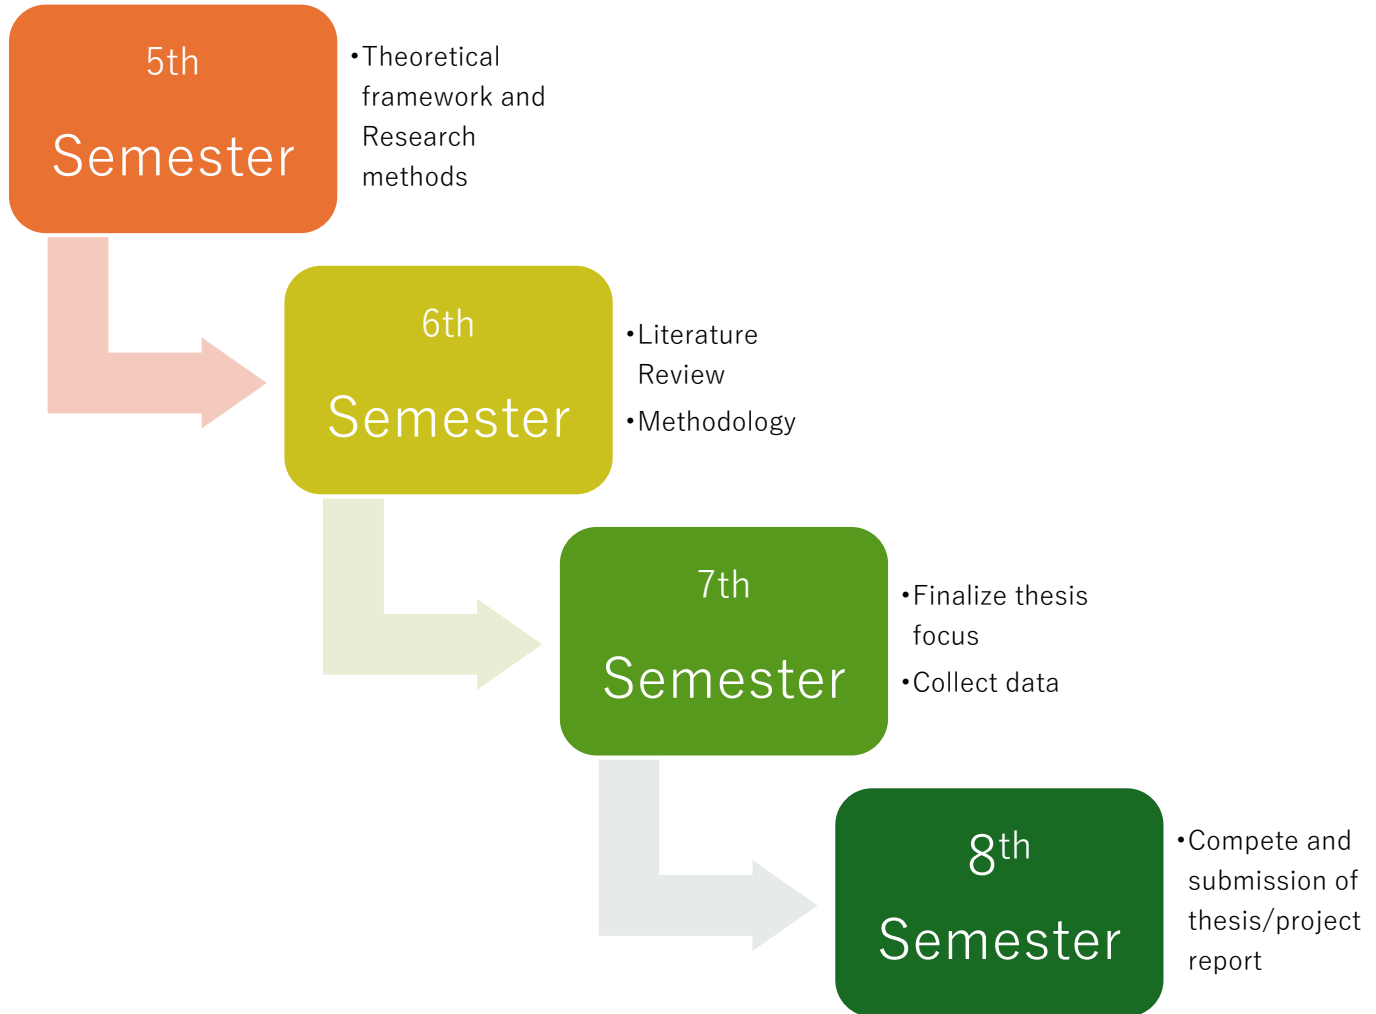 5th
Semester
•Theoretical
framework and
Research
methods
6th
Semester
•Literature
Review
•Methodology
7th
Semester
•Finalize thesis
focus
•Collect data
8th
Semester
•Compete and
submission of
thesis/project
report